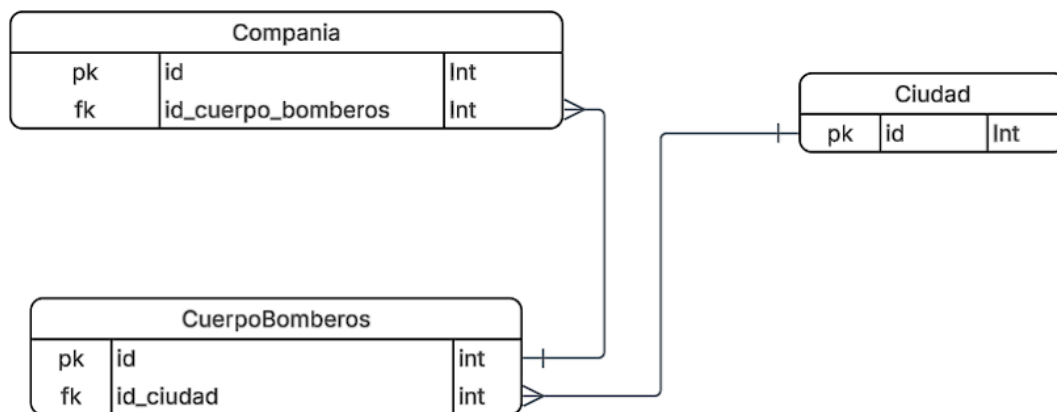 Compania
pk id Int
fk id_cuerpo_bomberos Int
Ciudad
pk id Int
CuerpoBomberos
pk id int
fk id_ciudad int